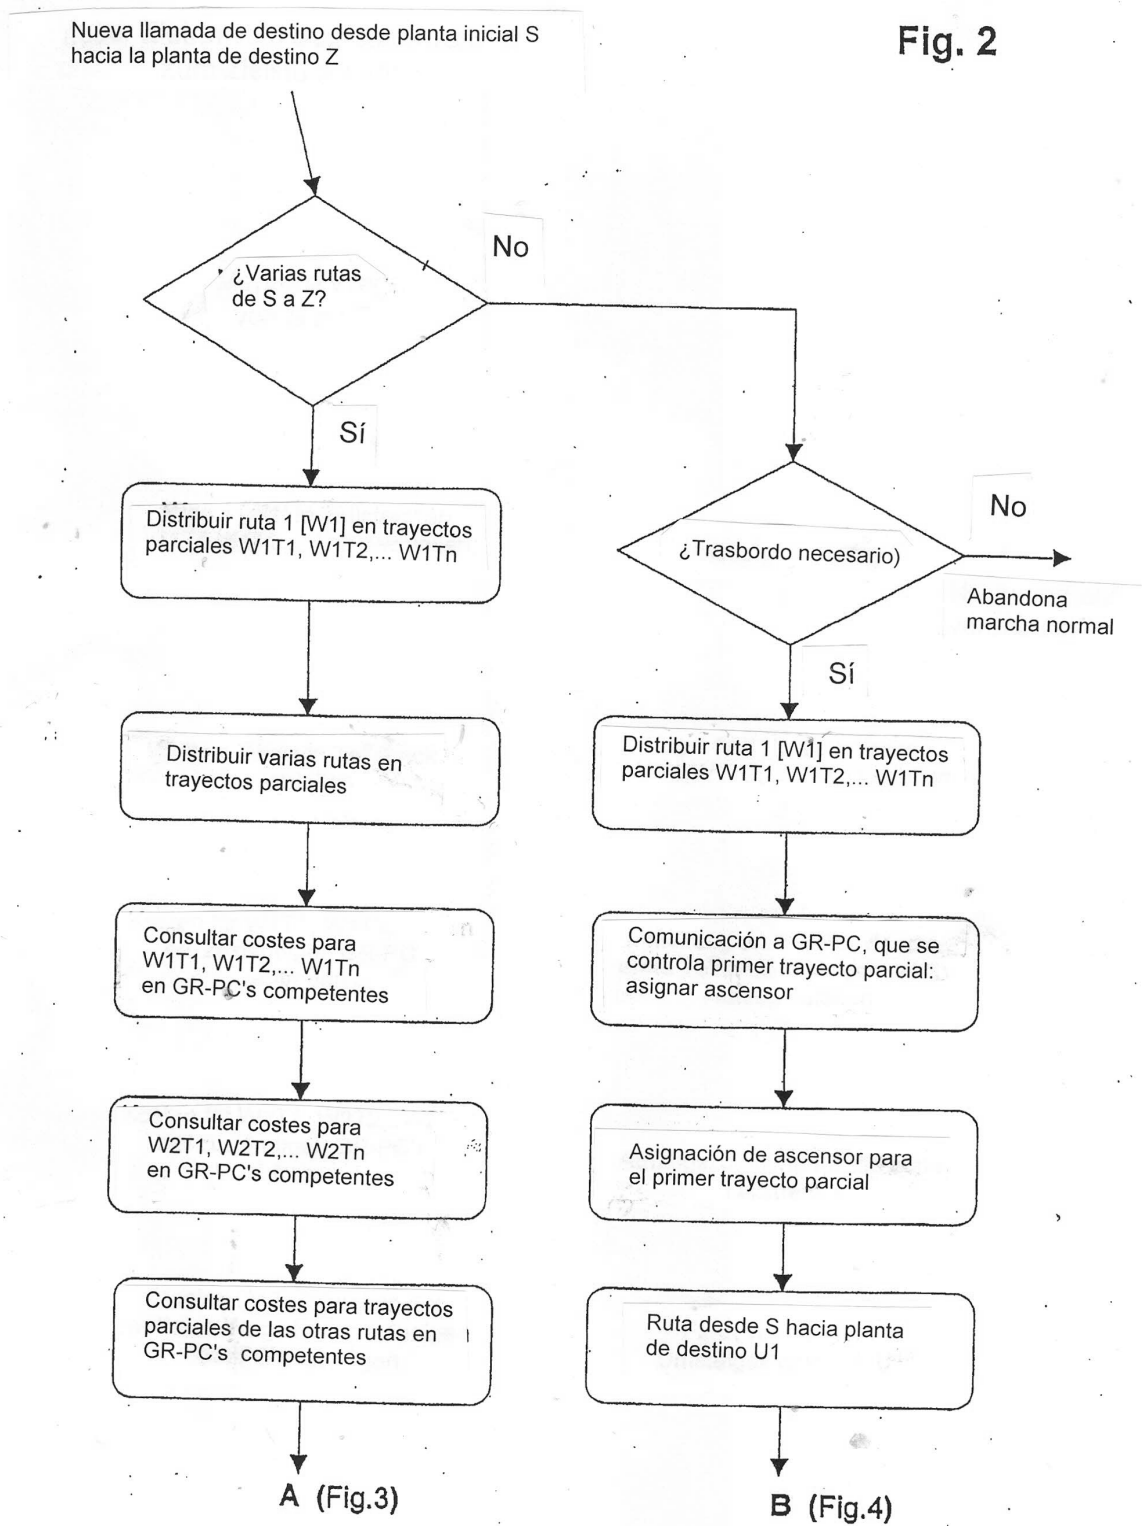 Nueva llamada de destino desde planta inicial S
hacia la planta de destino Z
Fig. 2
¿Varias rutas
de S a Z?
No
Sí
Distribuir ruta 1 [W1] en trayectos
parciales W1T1, W1T2,... W1Tn
Distribuir varias rutas en
trayectos parciales
Consultar costes para
W1T1, W1T2,... W1Tn
en GR-PC's competentes
Consultar costes para
W2T1, W2T2,... W2Tn
en GR-PC's competentes
Consultar costes para trayectos
parciales de las otras rutas en
GR-PC's competentes
A (Fig.3)
¿Trasbordo necesario)
No
Abandona
marcha normal
Sí
Distribuir ruta 1 [W1] en trayectos
parciales W1T1, W1T2,... W1Tn
Comunicación a GR-PC, que se
controla primer trayecto parcial:
asignar ascensor
Asignación de ascensor para
el primer trayecto parcial
Ruta desde S hacia planta
de destino U1
B (Fig.4)